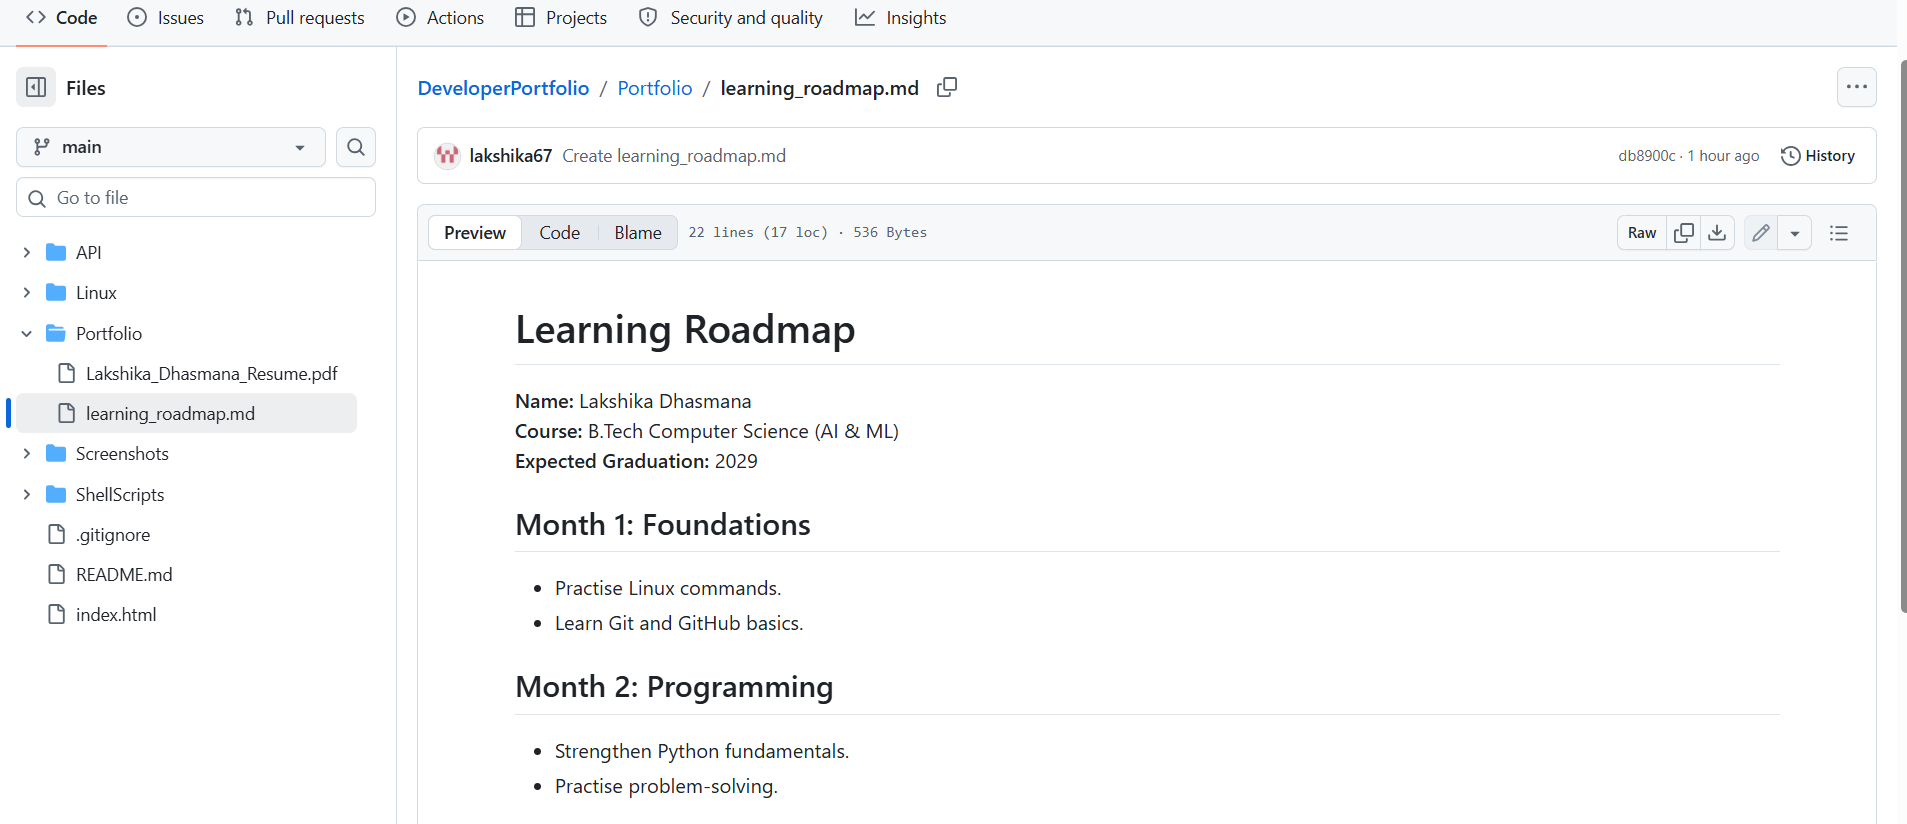 Code Issues Pull requests Actions Projects Security and quality Insights
Files
main
Go to file
API
Linux
Portfolio
Lakshika_Dhasmana_Resume.pdf
learning_roadmap.md
Screenshots
ShellScripts
.gitignore
README.md
index.html
DeveloperPortfolio / Portfolio / learning_roadmap.md
lakshika67 Create learning_roadmap.md db8900c · 1 hour ago History
Preview Code Blame 22 lines (17 loc) · 536 Bytes Raw
Learning Roadmap
Name: Lakshika Dhasmana
Course: B.Tech Computer Science (AI & ML)
Expected Graduation: 2029
Month 1: Foundations
• Practise Linux commands.
• Learn Git and GitHub basics.
Month 2: Programming
• Strengthen Python fundamentals.
• Practise problem-solving.